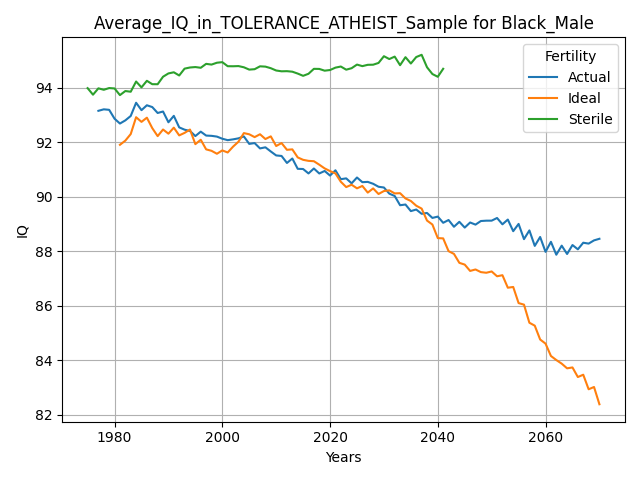 Average_IQ_in_TOLERANCE_ATHEIST_Sample for Black_Male
Fertility
Actual
Ideal
Sterile
IQ
94
92
90
88
86
84
82
1980
2000
2020
2040
2060
Years